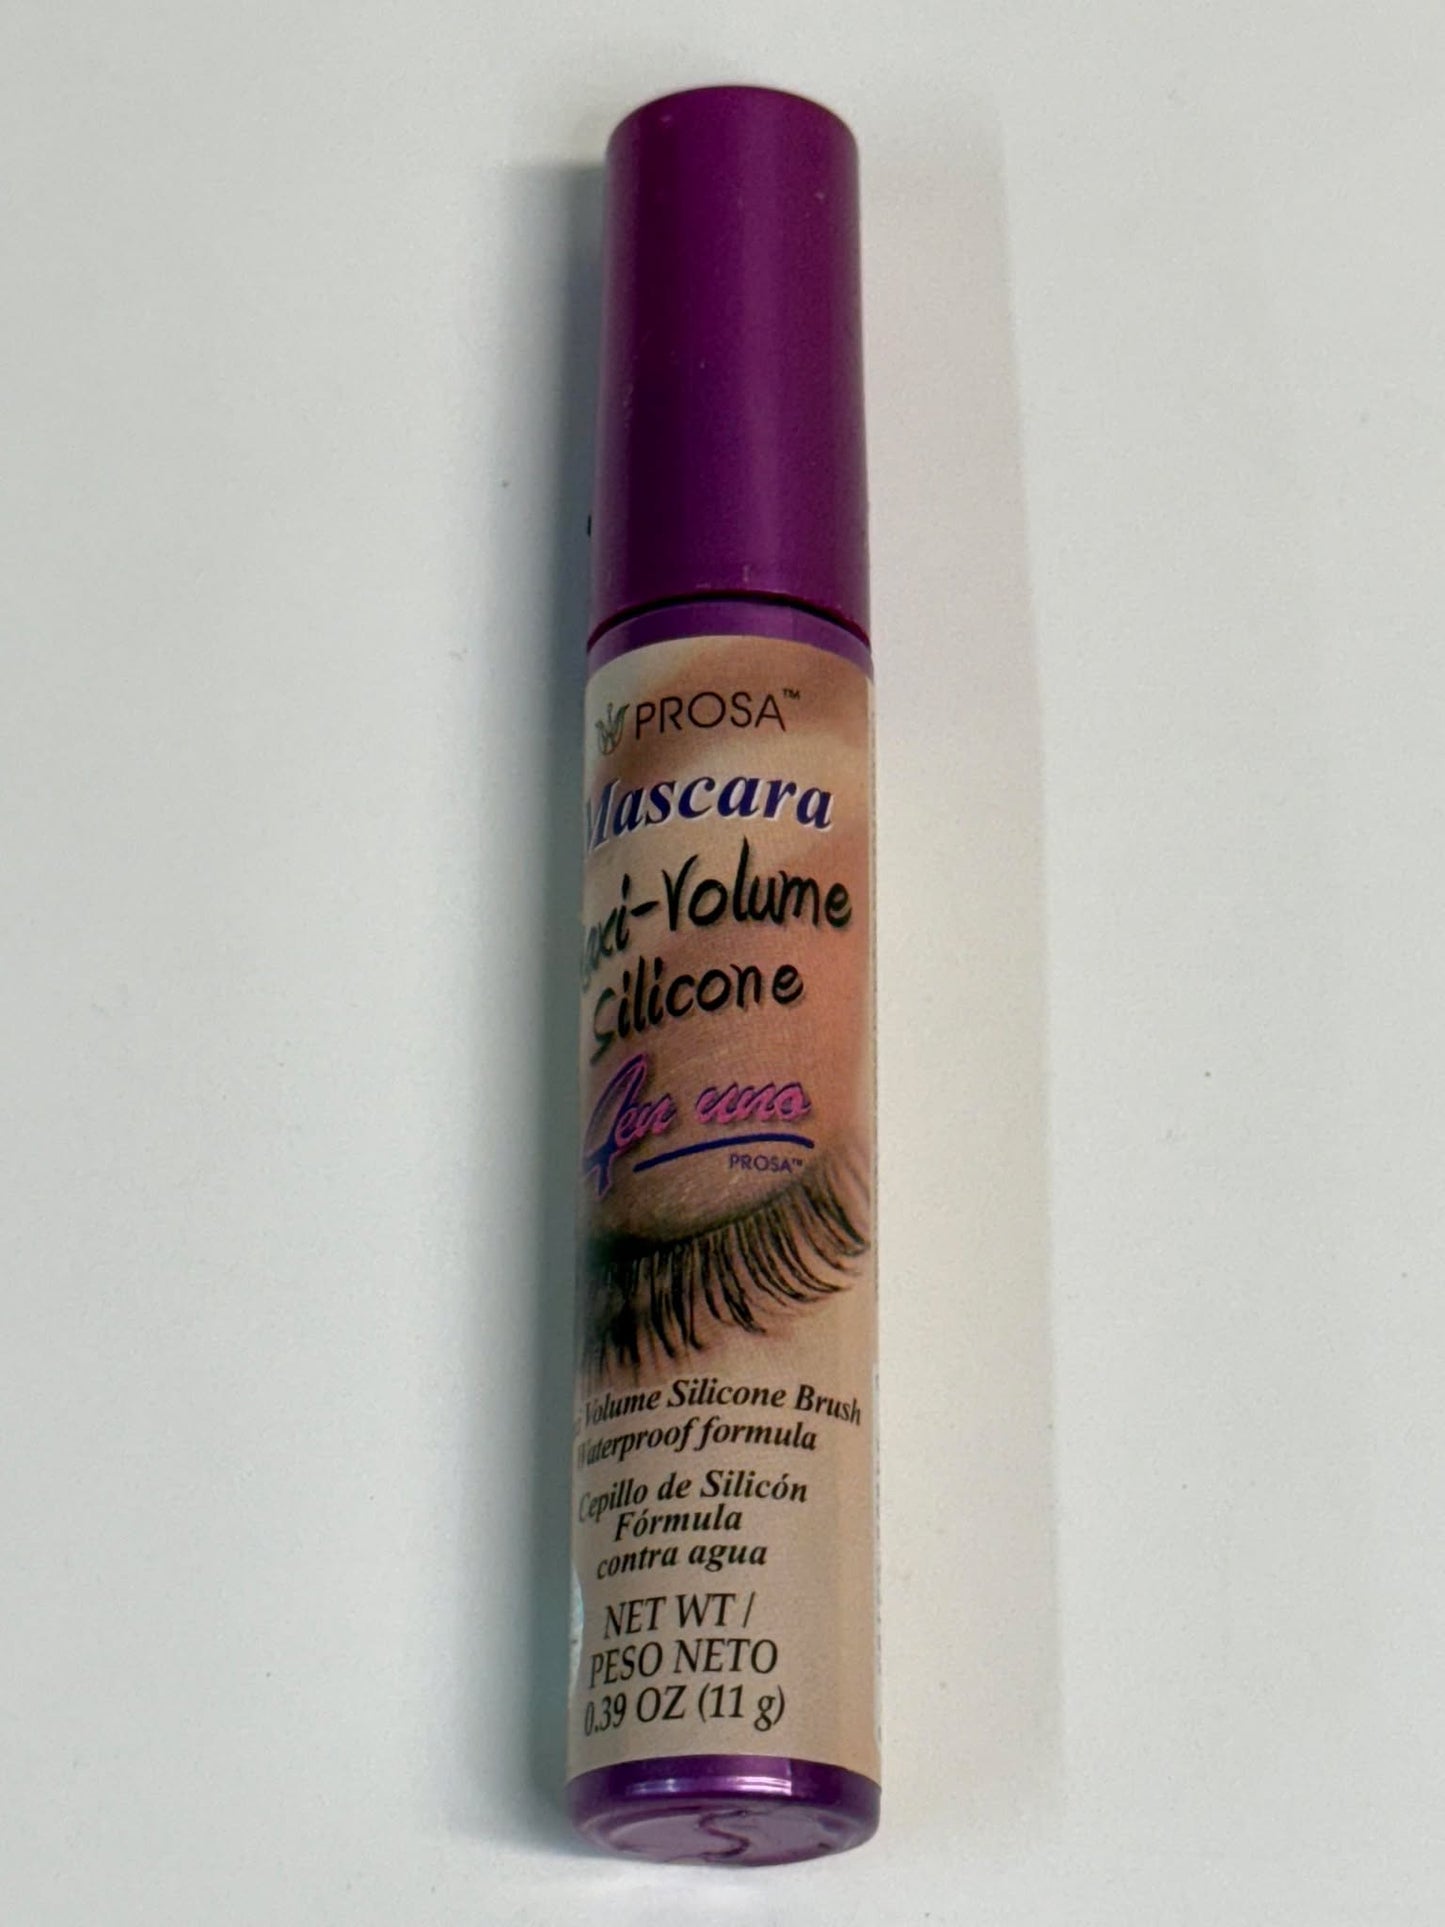 PROSA™
Mascara
Maxi-Volume
Silicone
4en uno
PROSA™
Volume Silicone Brush
Waterproof formula
Cepillo de Silicón
Fórmula
contra agua
NET WT /
PESO NETO
0.39 OZ (11 g)